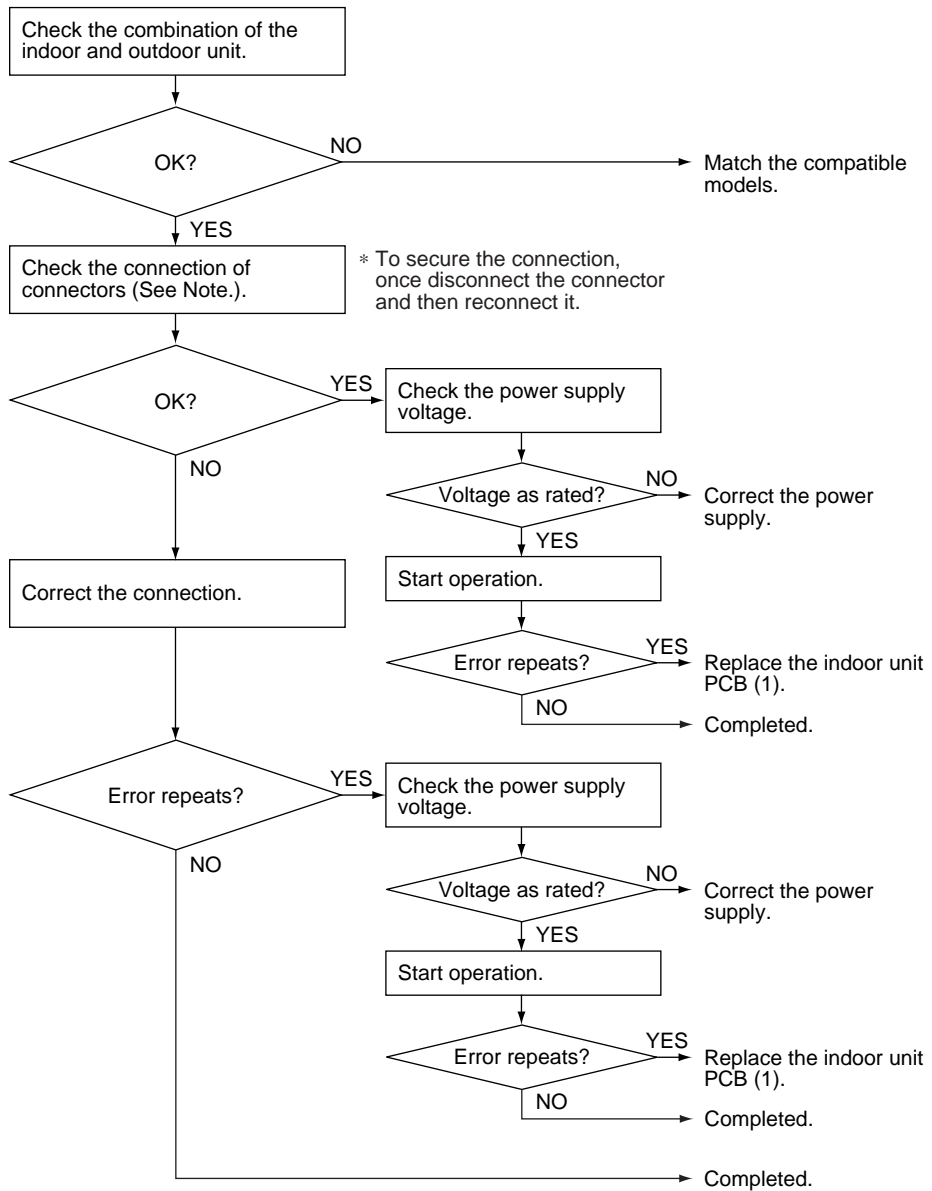 Check the combination of the
indoor and outdoor unit.
OK?
NO
Match the compatible
models.
YES
Check the connection of
connectors (See Note.).
* To secure the connection,
once disconnect the connector
and then reconnect it.
OK?
YES
Check the power supply
voltage.
NO
Voltage as rated?
NO
Correct the power
supply.
YES
Start operation.
Correct the connection.
Error repeats?
YES
Replace the indoor unit
PCB (1).
NO
Completed.
Error repeats?
YES
Check the power supply
voltage.
NO
Voltage as rated?
NO
Correct the power
supply.
YES
Start operation.
Error repeats?
YES
Replace the indoor unit
PCB (1).
NO
Completed.
Completed.